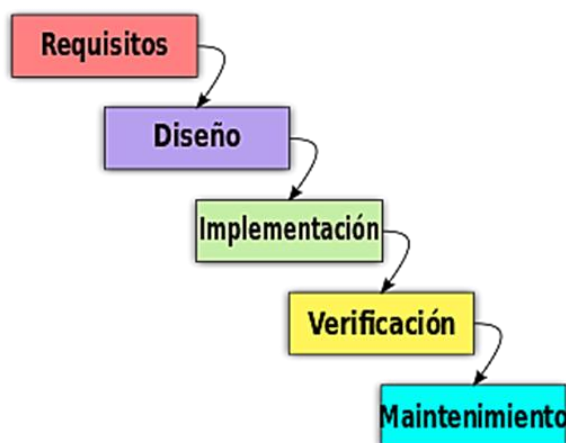 Requisitos
Diseño
Implementación
Verificación
Maintenimiento